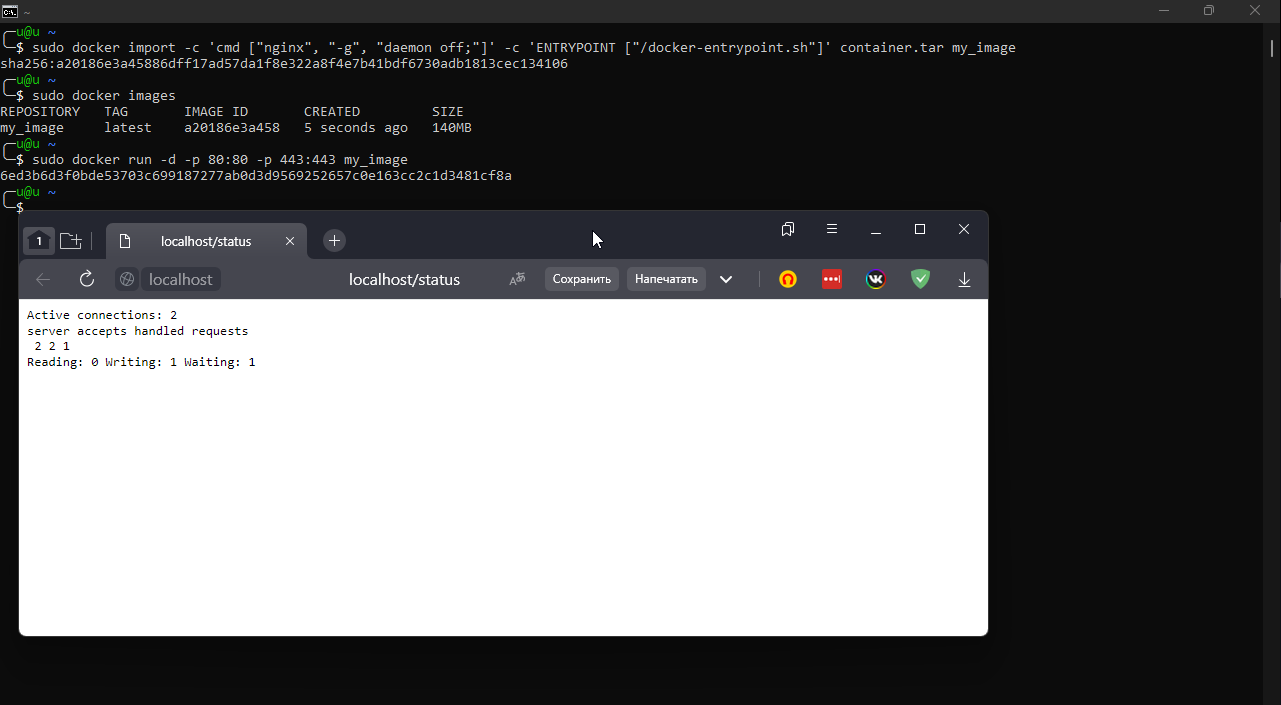 ~
u@u ~
$ sudo docker import -c 'cmd ["nginx", "-g", "daemon off;"]' -c 'ENTRYPOINT ["/docker-entrypoint.sh"]' container.tar my_image
sha256:a20186e3a45886dff17ad57da1f8e322a8f4e7b41bdf6730adb1813cec134106
u@u ~
$ sudo docker images
REPOSITORY TAG IMAGE ID CREATED SIZE
my_image latest a20186e3a458 5 seconds ago 140MB
u@u ~
$ sudo docker run -d -p 80:80 -p 443:443 my_image
6ed3b6d3f0bde53703c699187277ab0d3d9569252657c0e163cc2c1d3481cf8a
u@u ~
$
1 localhost/status
localhost localhost/status Сохранить Напечатать
Active connections: 2
server accepts handled requests
2 2 1
Reading: 0 Writing: 1 Waiting: 1